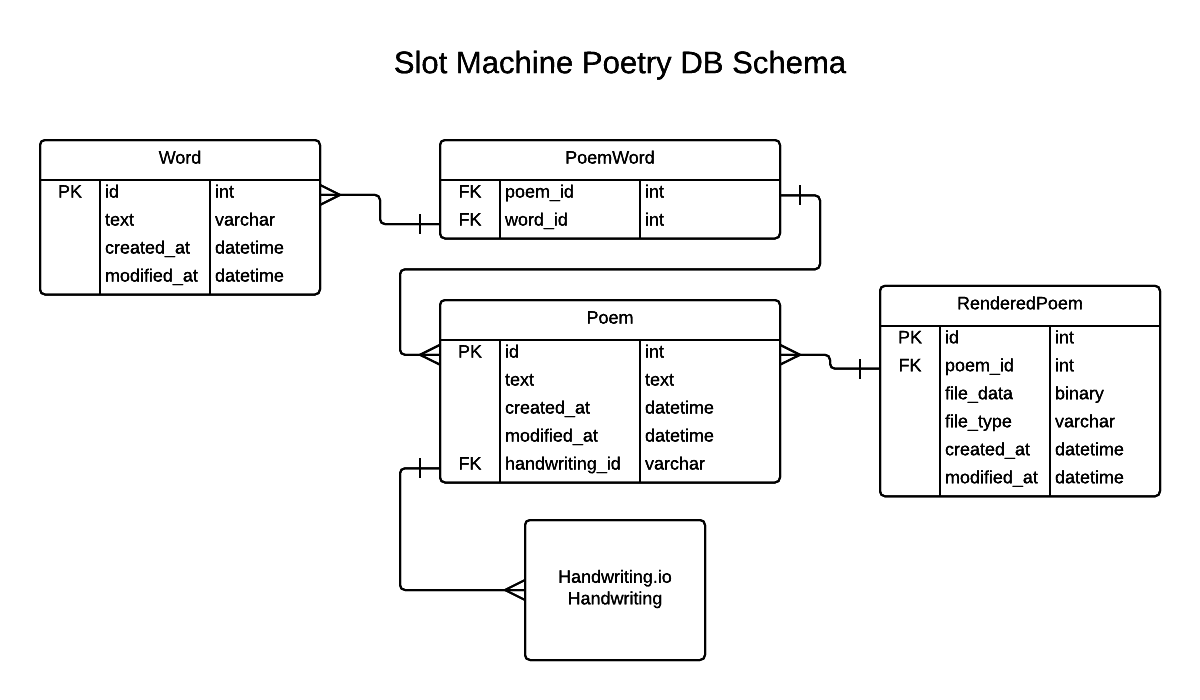 Slot Machine Poetry DB Schema
Word
PK id int
text varchar
created_at datetime
modified_at datetime
PoemWord
FK poem_id int
FK word_id int
Poem
PK id int
text text
created_at datetime
modified_at datetime
FK handwriting_id varchar
RenderedPoem
PK id int
FK poem_id int
file_data binary
file_type varchar
created_at datetime
modified_at datetime
Handwriting.io
Handwriting